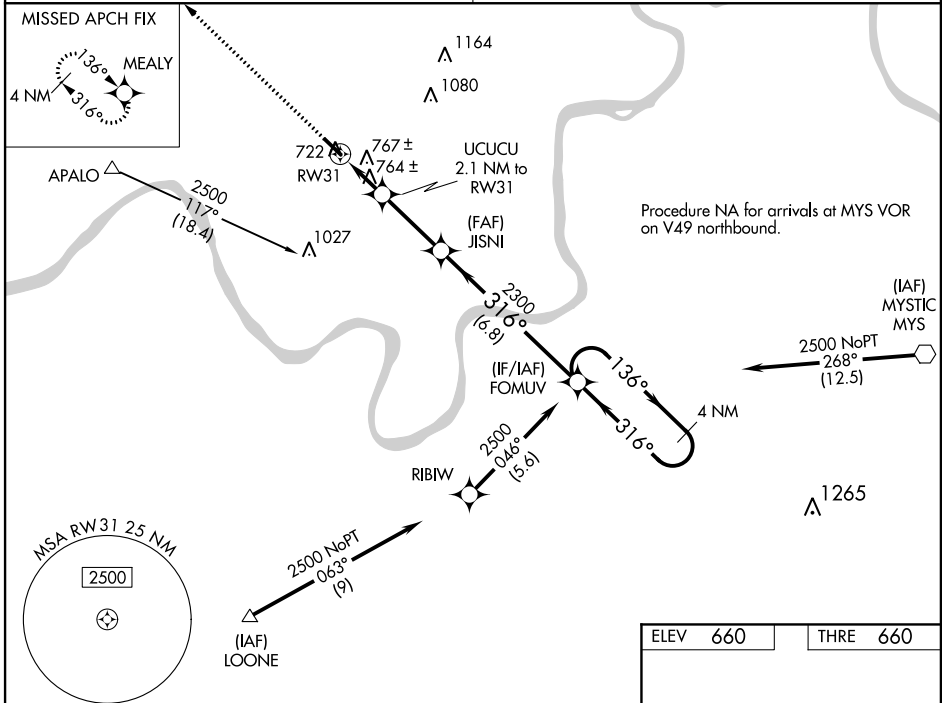 MISSED APCH FIX
136°
MEALY
4 NM
316°
1164
1080
722
RW31
767 ±
764 ±
UCUCU
2.1 NM to
RW31
APALO
2500
117°
(18.4)
1027
(FAF)
JISNI
Procedure NA for arrivals at MYS VOR
on V49 northbound.
2300
316°
(6.8)
(IAF)
MYSTIC
MYS
2500 NoPT
268°
(12.5)
(IF/IAF)
FOMUV
136°
4 NM
316°
2500
046°
(5.6)
RIBIW
1265
MSA RW31 25 NM
2500
2500 NoPT
063°
(9)
(IAF)
LOONE
ELEV 660
THRE 660